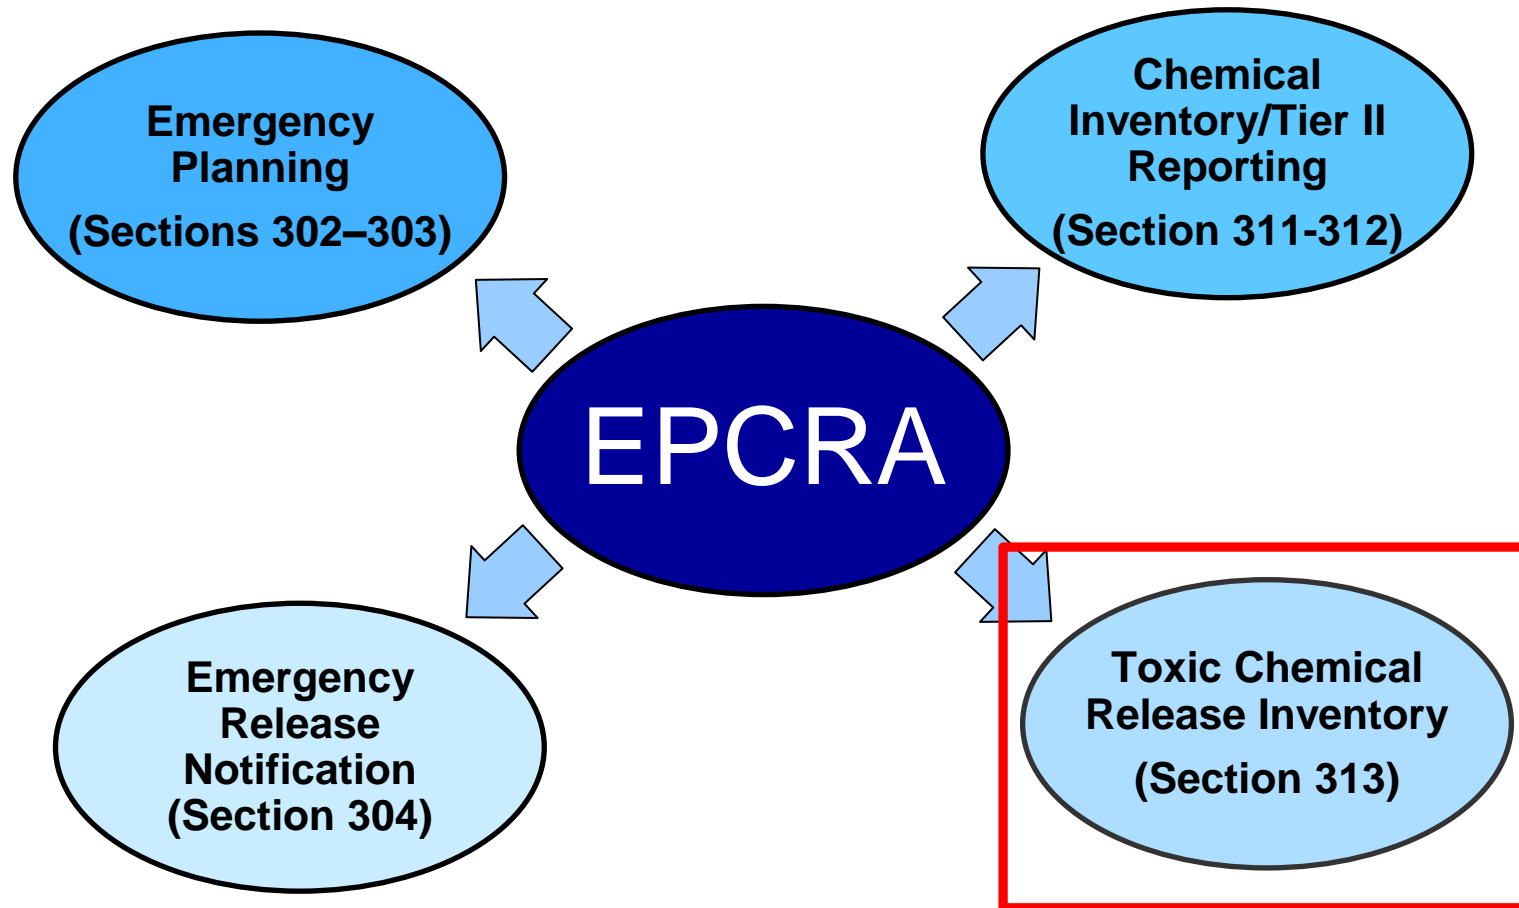 Emergency
Planning
(Sections 302–303)
Chemical
Inventory/Tier II
Reporting
(Section 311-312)
EPCRA
Emergency
Release
Notification
(Section 304)
Toxic Chemical
Release Inventory
(Section 313)